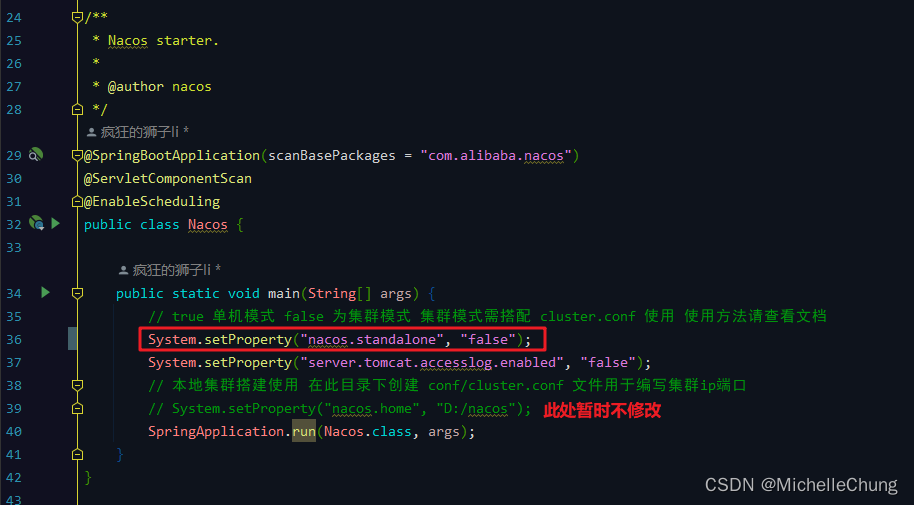 24 /**
25 * Nacos starter.
26 *
27 * @author nacos
28 */
疯狂的狮子li *
29 @SpringBootApplication(scanBasePackages = "com.alibaba.nacos")
30 @ServletComponentScan
31 @EnableScheduling
32 public class Nacos {
33
疯狂的狮子li *
34 public static void main(String[] args) {
35 // true 单机模式 false 为集群模式 集群模式需搭配 cluster.conf 使用 使用方法请查看文档
36 System.setProperty("nacos.standalone", "false");
37 System.setProperty("server.tomcat.accesslog.enabled", "false");
38 // 本地集群搭建使用 在此目录下创建 conf/cluster.conf 文件用于编写集群ip端口
39 // System.setProperty("nacos.home", "D:/nacos"); 此处暂时不修改
40 SpringApplication.run(Nacos.class, args);
41 }
42 }
43
CSDN @MichelleChung